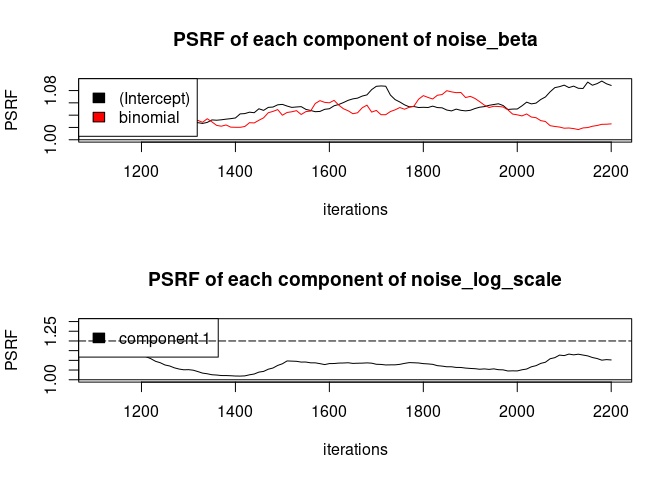 PSRF of each component of noise_beta
PSRF
1.00 1.08
(Intercept)
binomial
1200 1400 1600 1800 2000 2200
iterations
PSRF of each component of noise_log_scale
PSRF
1.00 1.25
component 1
1200 1400 1600 1800 2000 2200
iterations